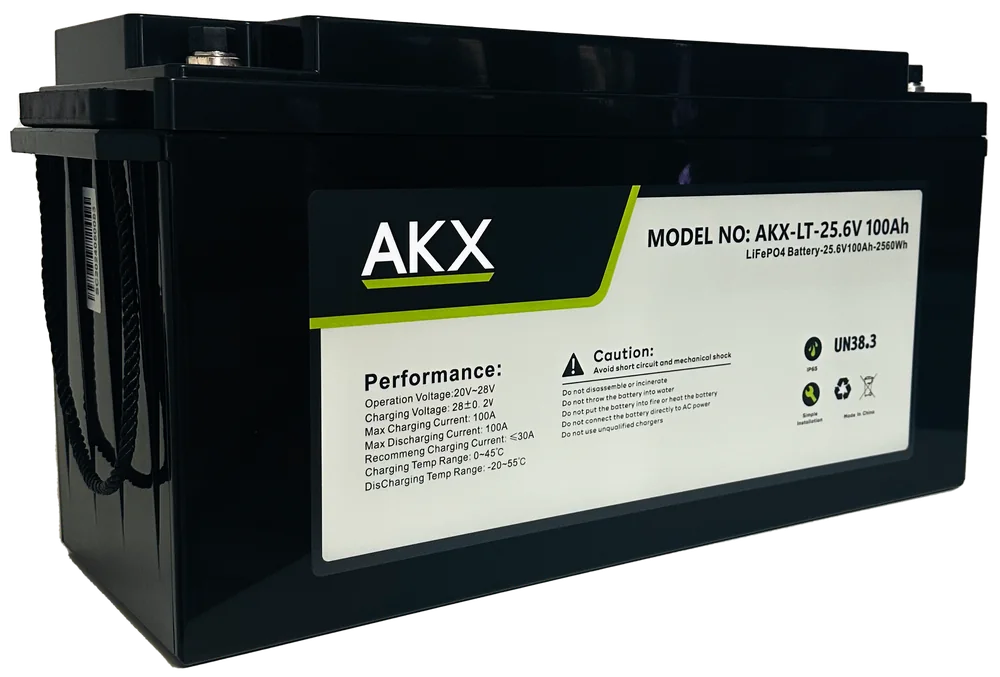 AKX
MODEL NO: AKX-LT-25.6V 100Ah
LiFePO4 Battery-25.6V100Ah-2560Wh
Performance:
Operation Voltage:20V~28V
Charging Voltage: 28±0. 2V
Max Charging Current: 100A
Max Discharging Current: 100A
Recommeng Charging Current: ≤30A
Charging Temp Range: 0~45℃
DisCharging Temp Range: -20~55℃
Caution:
Avoid short circuit and mechanical shock
Do not disassemble or incinerate
Do not throw the battery into water
Do not put the battery into fire or heat the battery
Do not connect the battery directly to AC power
Do not use unqualified chargers
UN38.3
IP65
Simple
Installation
Made In China